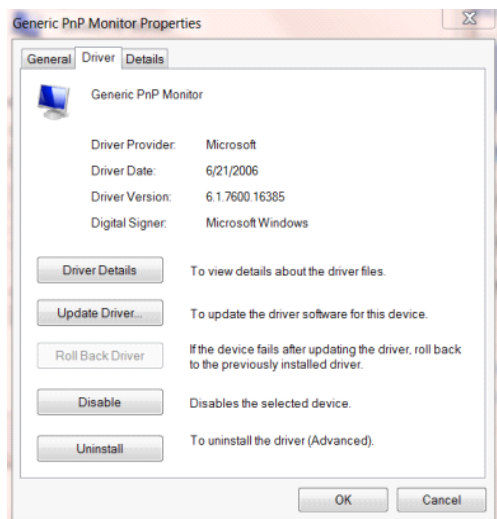 Generic PnP Monitor Properties
General Driver Details
Generic PnP Monitor
Driver Provider: Microsoft
Driver Date: 6/21/2006
Driver Version: 6.1.7600.16385
Digital Signer: Microsoft Windows
Driver Details To view details about the driver files.
Update Driver... To update the driver software for this device.
Roll Back Driver If the device fails after updating the driver, roll back
to the previously installed driver.
Disable Disables the selected device.
Uninstall To uninstall the driver (Advanced).
OK Cancel